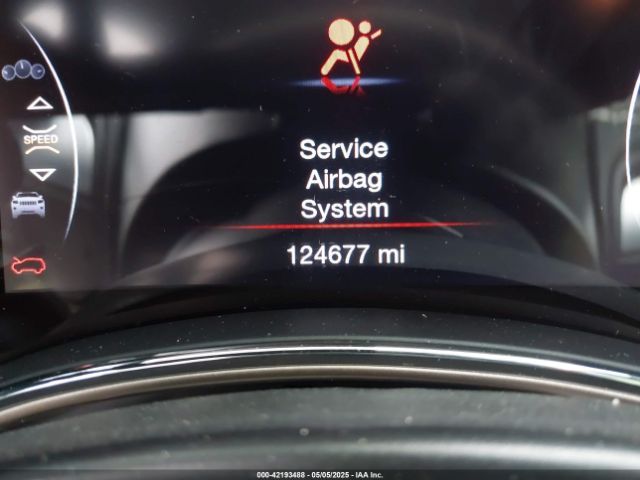 SPEED
Service
Airbag
System
124677 mi
000-42193488 - 05/05/2025 - IAA Inc.